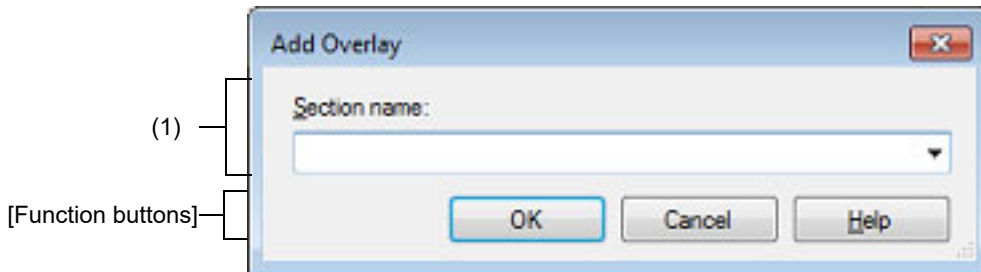 Add Overlay
(1)
Section name:
[Function buttons]
OK Cancel Help